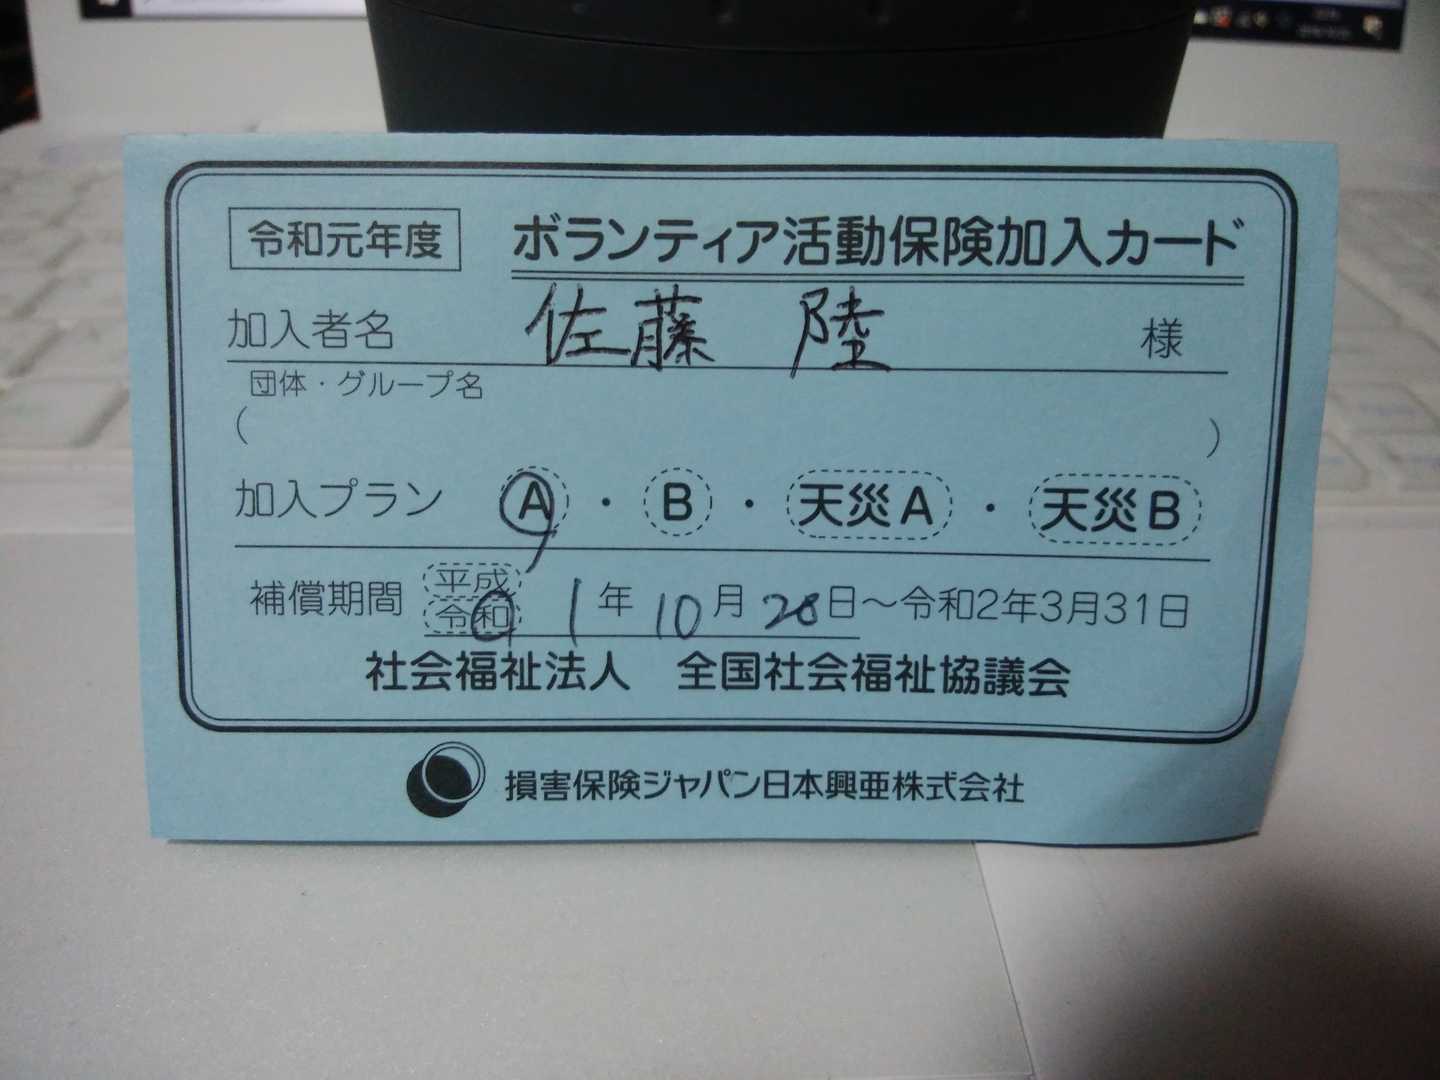 令和元年度 ボランティア活動保険加入カード
加入者名 佐藤 陸 様
団体・グループ名
( )
加入プラン A・B・天災A・天災B
補償期間 平成 令和 1年10月20日～令和2年3月31日
社会福祉法人 全国社会福祉協議会
損害保険ジャパン日本興亜株式会社